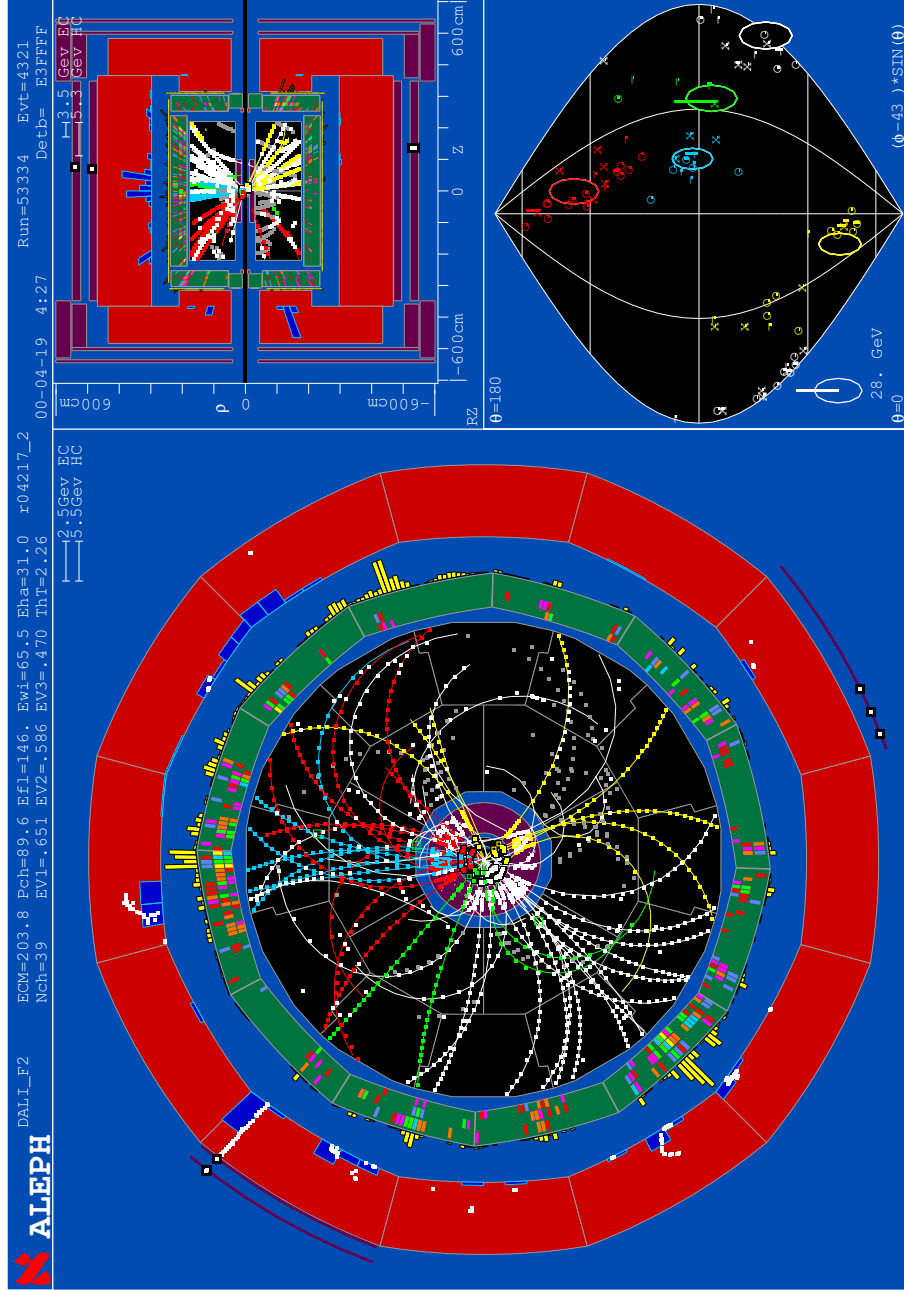 ALEPH DALI_F2 ECM=203.8 Pch=89.6 Efl=146. Ewi=65.5 Eha=31.0 r04217_2 00-04-19 4:27 Run=53334 Evt=4321
Nch=39 EV1=.651 EV2=.586 EV3=.470 ThT=2.26 Detb= E3FFFF
2.5Gev EC
5.5Gev HC
3.5 Gev EC
5.3 Gev HC
600cm
ρ
0
-600cm
RZ
-600cm
0
Z
600cm
θ=180
θ=0
28. GeV
(ϕ-43 )*SIN(θ)